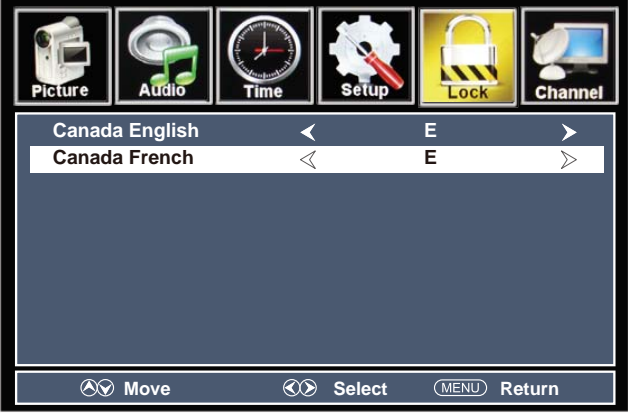 Picture Audio Time Setup Lock Channel
Canada English E
Canada French E
Move Select MENU Return